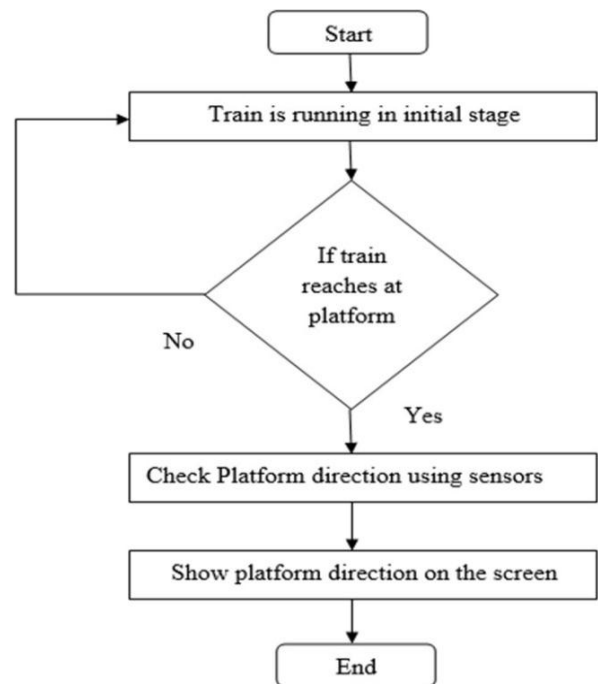 Start
Train is running in initial stage
If train
reaches at
platform
No
Yes
Check Platform direction using sensors
Show platform direction on the screen
End